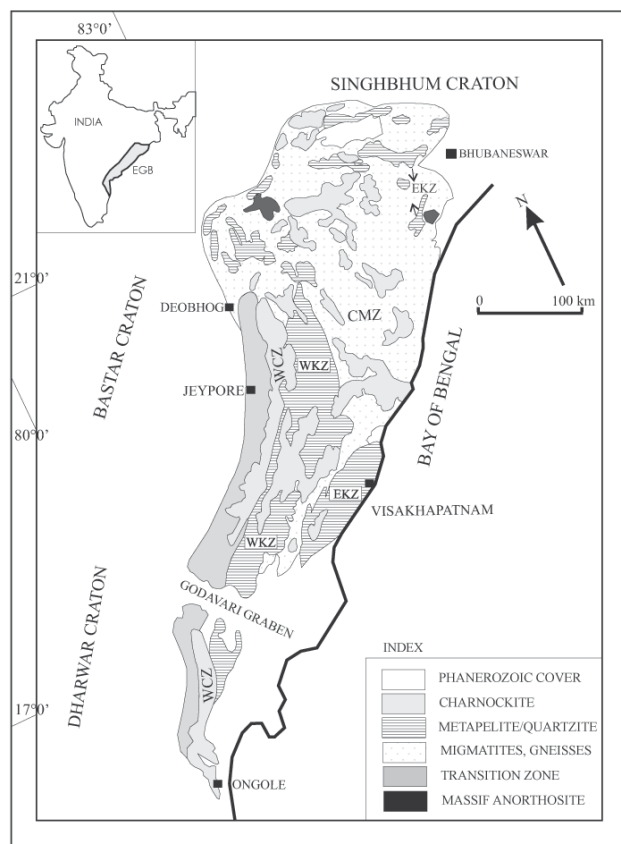 83°0'
SINGHBHUM CRATON
INDIA
EGB
BHUBANESWAR
EKZ
N
21°0'
0 100 km
DEOBHOG
CMZ
BASTAR CRATON
WCZ
WKZ
JEYPORE
BAY OF BENGAL
80°0'
EKZ
VISAKHAPATNAM
WKZ
GODAVARI GRABEN
DHARWAR CRATON
WCZ
17°0'
ONGOLE
INDEX
PHANEROZOIC COVER
CHARNOCKITE
METAPELITE/QUARTZITE
MIGMATITES, GNEISSES
TRANSITION ZONE
MASSIF ANORTHOSITE